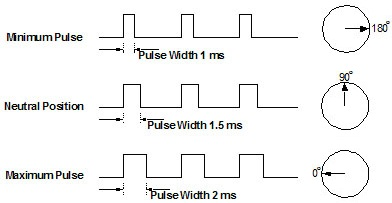 Minimum Pulse
Pulse Width 1 ms
180°
Neutral Position
Pulse Width 1.5 ms
90°
Maximum Pulse
Pulse Width 2 ms
0°